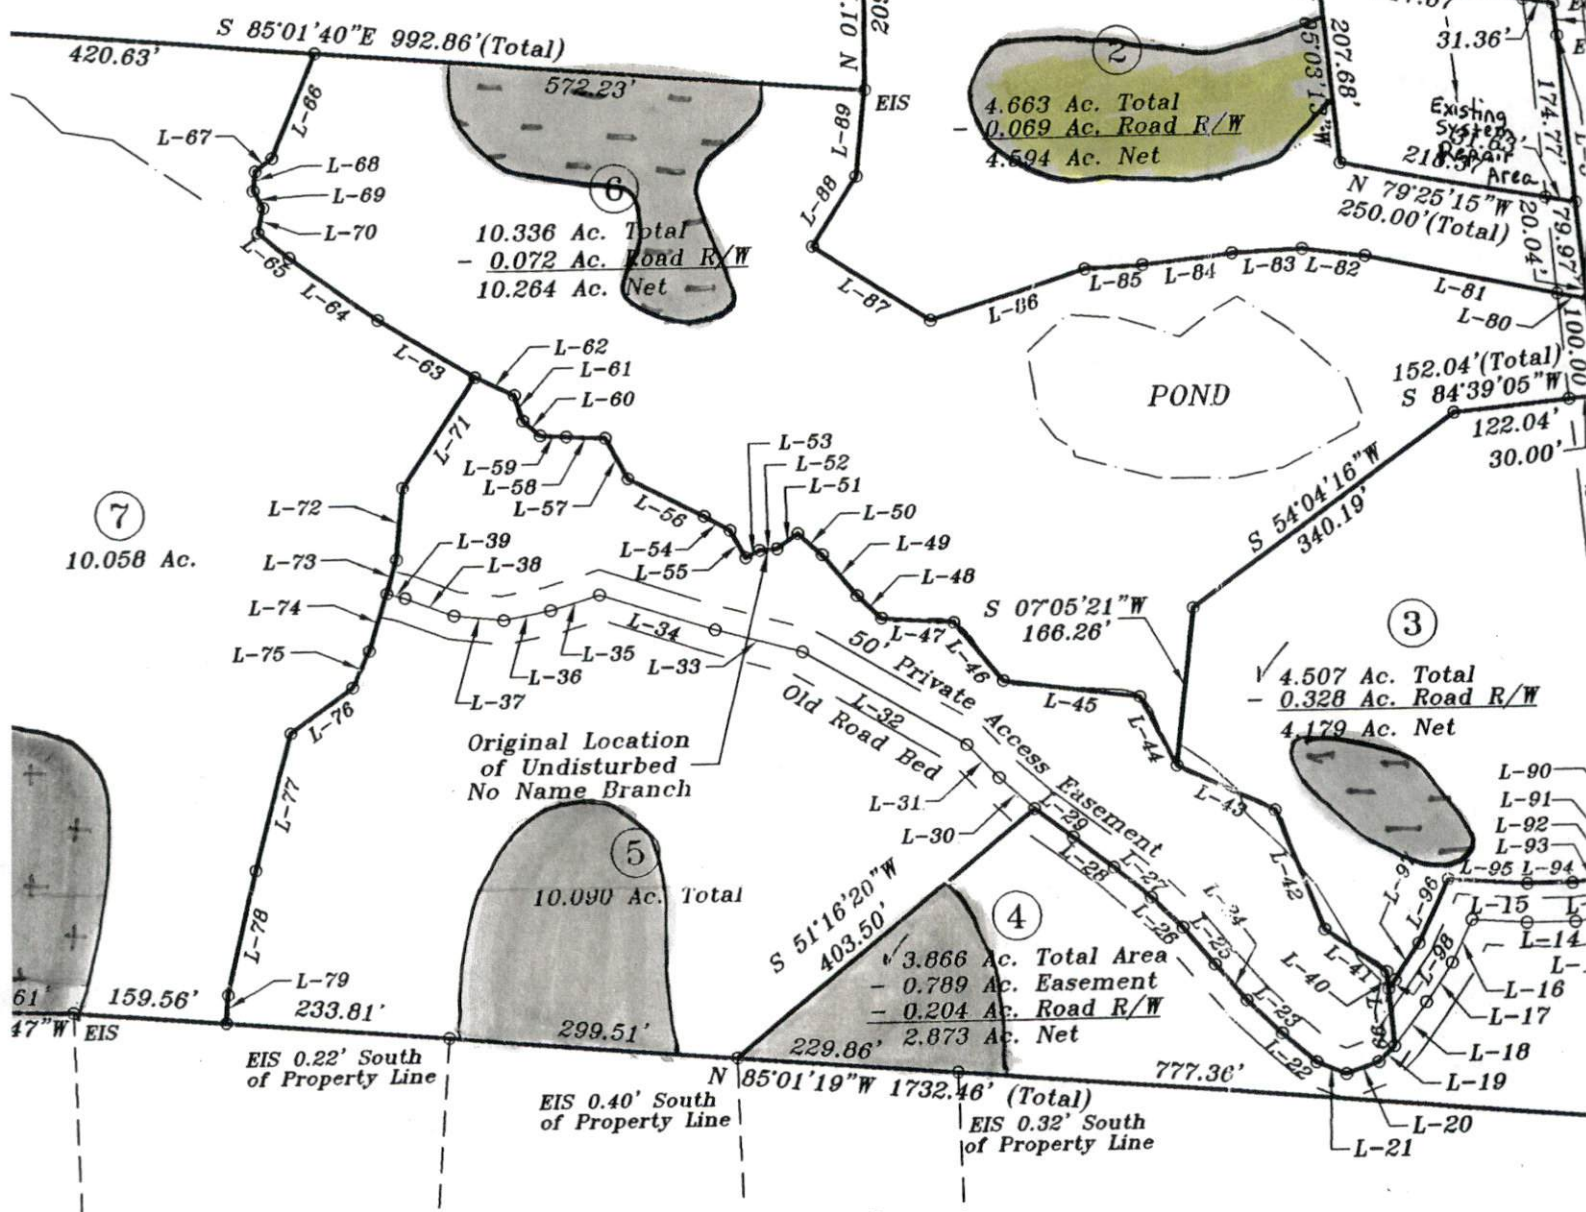 S 85°01'40"E 992.86'(Total)
420.63'
572.23'
L-66
L-67
L-68
L-69
L-70
L-65
L-64
L-63
L-62
L-61
L-60
L-59
L-58
L-57
L-56
L-54
L-55
L-53
L-52
L-51
L-50
L-49
L-48
L-47
L-46
L-45
L-44
L-43
L-42
L-41
L-40
6
10.336 Ac. Total
- 0.072 Ac. Road R/W
10.264 Ac. Net
N 01°
EIS
L-89
L-88
L-87
L-86
L-85
L-84
L-83
L-82
L-81
L-80
2
4.663 Ac. Total
- 0.069 Ac. Road R/W
4.594 Ac. Net
207.68'
31.36'
174.77'
Existing
System
Repair
Area
31.63'
N 79°25'15"W
250.00'(Total)
20.04'
79.97'
100.00
POND
152.04'(Total)
S 84°39'05"W
122.04'
30.00'
S 54°04'16"W
340.19'
S 07°05'21"W
166.26'
3
4.507 Ac. Total
- 0.328 Ac. Road R/W
4.179 Ac. Net
7
10.058 Ac.
L-71
L-72
L-73
L-74
L-75
L-76
L-77
L-78
L-79
L-39
L-38
L-37
L-36
L-35
L-34
L-33
L-32
L-31
L-30
L-29
L-28
L-27
L-26
L-25
L-24
L-23
L-22
L-21
L-20
L-19
L-18
L-17
L-16
L-15
L-14
L-90
L-91
L-92
L-93
L-94
L-95
L-96
L-97
L-98
L-99
50' Private Access Easement
Old Road Bed
Original Location
of Undisturbed
No Name Branch
5
10.090 Ac. Total
S 51°16'20"W
403.50'
4
3.866 Ac. Total Area
- 0.789 Ac. Easement
- 0.204 Ac. Road R/W
2.873 Ac. Net
61'
47"W
EIS
159.56'
233.81'
299.51'
229.86'
777.36'
N 85°01'19"W 1732.46' (Total)
EIS 0.22' South
of Property Line
EIS 0.40' South
of Property Line
EIS 0.32' South
of Property Line